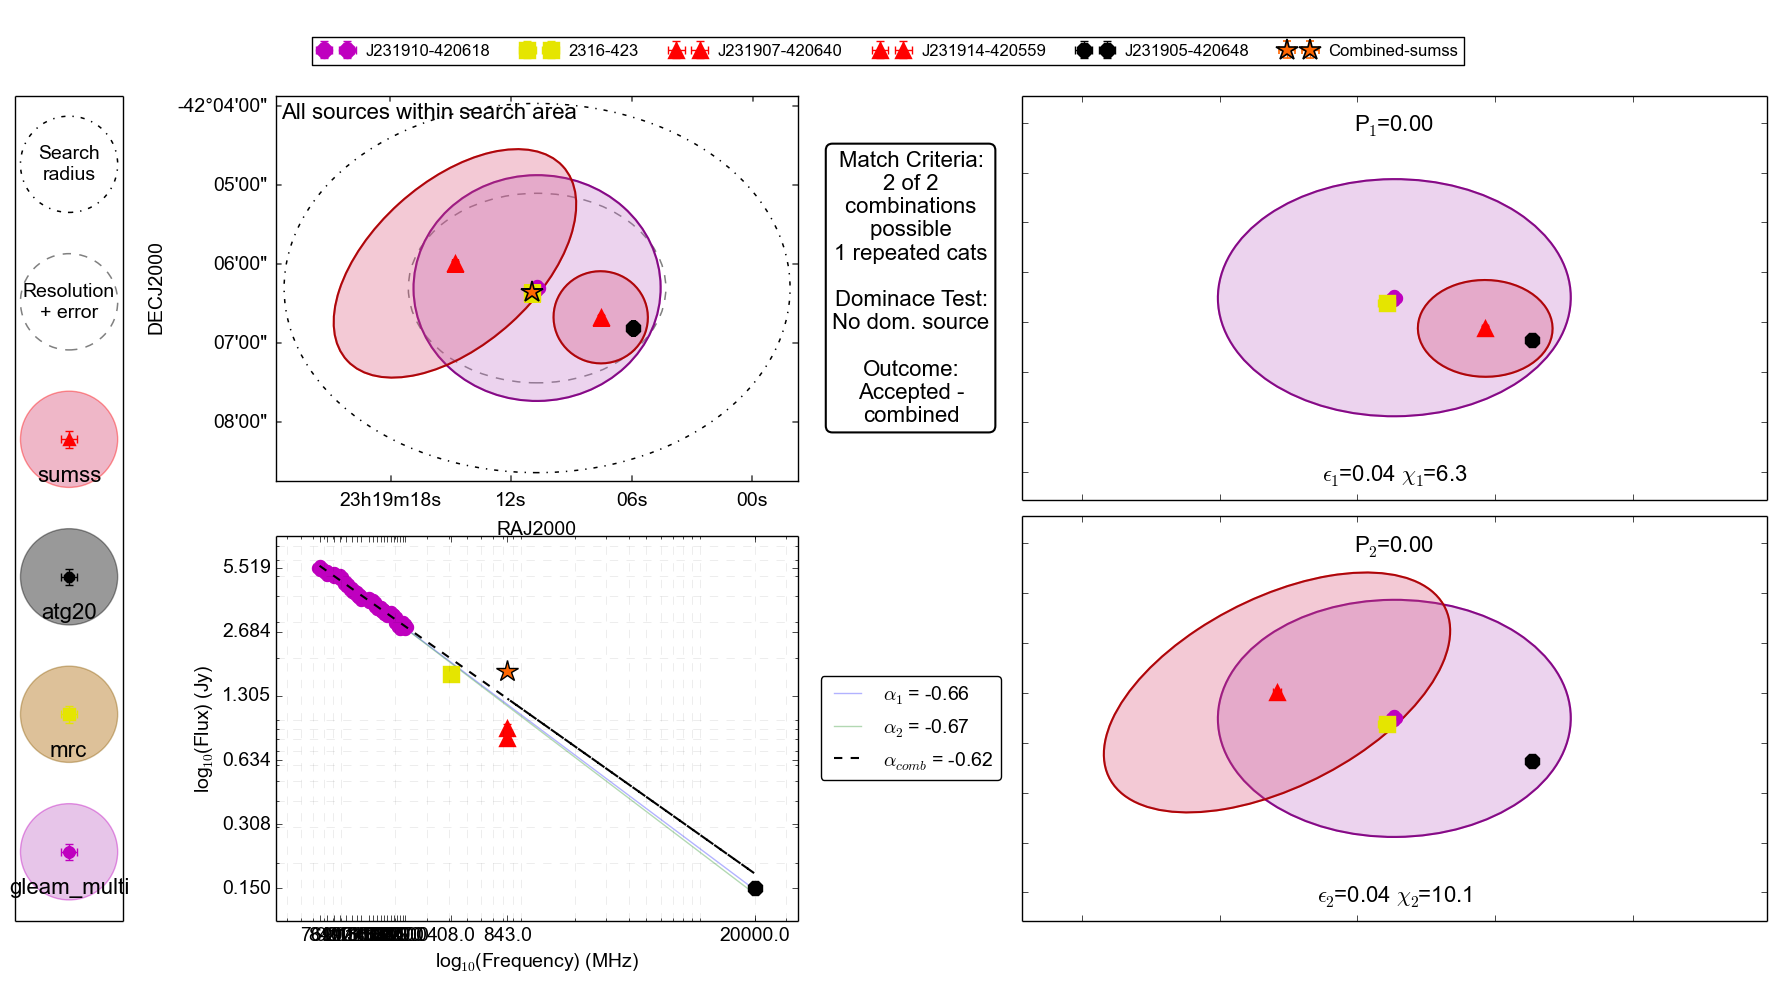 J231910-420618
2316-423
J231907-420640
J231914-420559
J231905-420648
Combined-sumss
Search
radius
Resolution
+ error
sumss
atg20
mrc
gleam_multi
All sources within search area
DECJ2000
-42°04'00"
05'00"
06'00"
07'00"
08'00"
23h19m18s
12s
06s
00s
RAJ2000
Match Criteria:
2 of 2
combinations
possible
1 repeated cats
Dominace Test:
No dom. source
Outcome:
Accepted -
combined
P₁=0.00
ϵ₁=0.04 χ₁=6.3
log₁₀(Flux) (Jy)
5.519
2.684
1.305
0.634
0.308
0.150
408.0
843.0
20000.0
log₁₀(Frequency) (MHz)
α₁ = -0.66
α₂ = -0.67
α_comb = -0.62
P₂=0.00
ϵ₂=0.04 χ₂=10.1